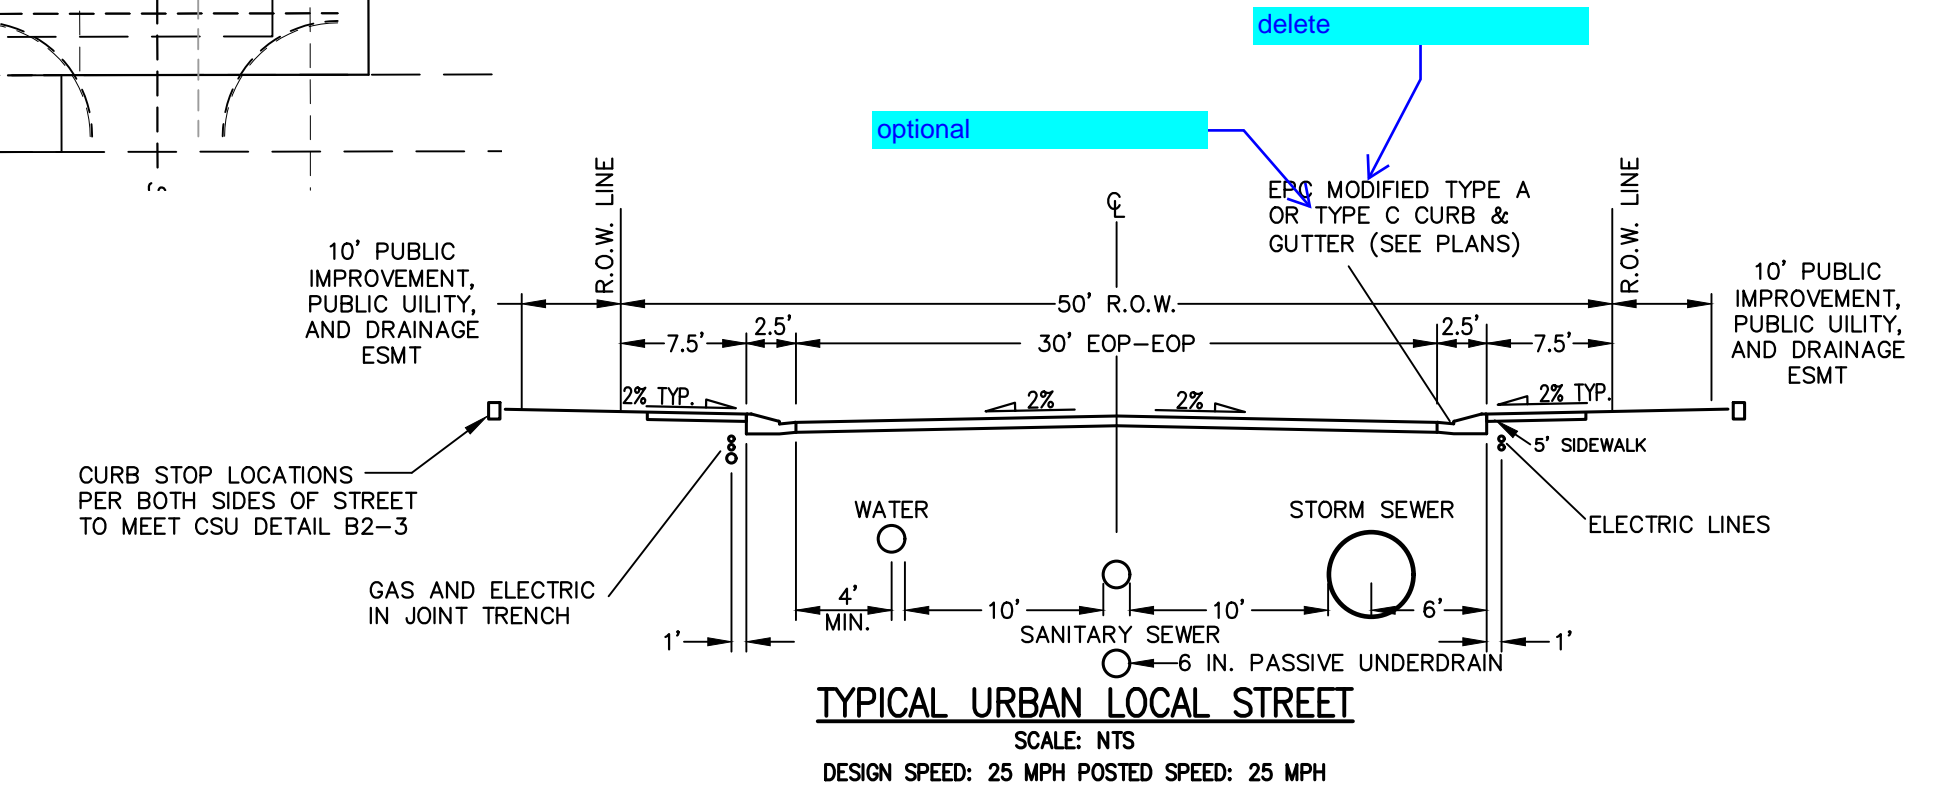 delete
optional
EPC MODIFIED TYPE A
OR TYPE C CURB &
GUTTER (SEE PLANS)
R.O.W. LINE
R.O.W. LINE
10' PUBLIC
IMPROVEMENT,
PUBLIC UILITY,
AND DRAINAGE
ESMT
10' PUBLIC
IMPROVEMENT,
PUBLIC UILITY,
AND DRAINAGE
ESMT
50' R.O.W.
7.5'
2.5'
30' EOP-EOP
2.5'
7.5'
2% TYP.
2%
2%
2% TYP.
5' SIDEWALK
CURB STOP LOCATIONS
PER BOTH SIDES OF STREET
TO MEET CSU DETAIL B2-3
WATER
STORM SEWER
ELECTRIC LINES
GAS AND ELECTRIC
IN JOINT TRENCH
4'
MIN.
10'
10'
6'
1'
SANITARY SEWER
1'
6 IN. PASSIVE UNDERDRAIN
TYPICAL URBAN LOCAL STREET
SCALE: NTS
DESIGN SPEED: 25 MPH POSTED SPEED: 25 MPH